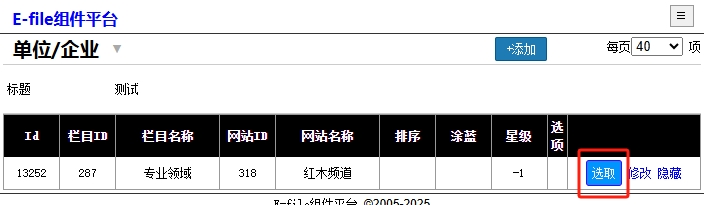 E-file组件平台
≡
单位/企业 ▼ +添加 每页 40 项
标题 测试
Id 栏目ID 栏目名称 网站ID 网站名称 排序 涂蓝 星级 选项
13252 287 专业领域 318 红木频道 -1 选取 修改 隐藏
E-file组件平台 ©2005-2025